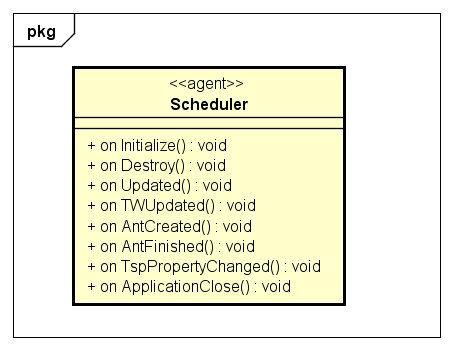 pkg
<<agent>>
Scheduler
+ on Initialize() : void
+ on Destroy() : void
+ on Updated() : void
+ on TWUpdated() : void
+ on AntCreated() : void
+ on AntFinished() : void
+ on TspPropertyChanged() : void
+ on ApplicationClose() : void